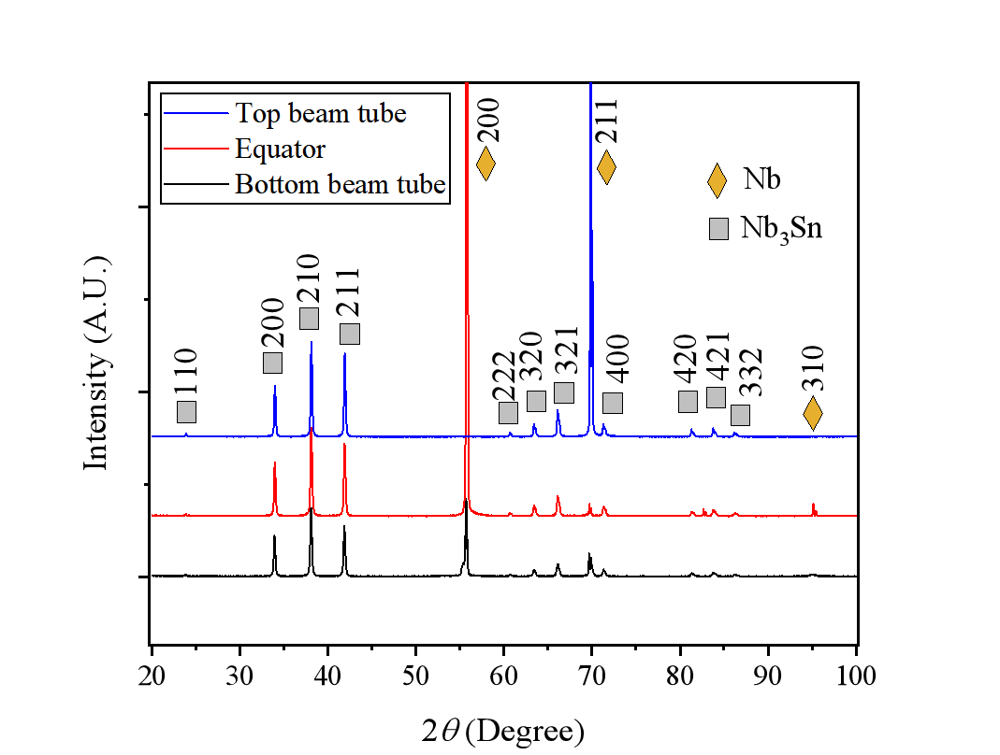 Top beam tube
Equator
Bottom beam tube
200
211
Nb
Nb₃Sn
110
200
210
211
222
320
321
400
420
421
332
310
Intensity (A.U.)
20 30 40 50 60 70 80 90 100
2θ (Degree)